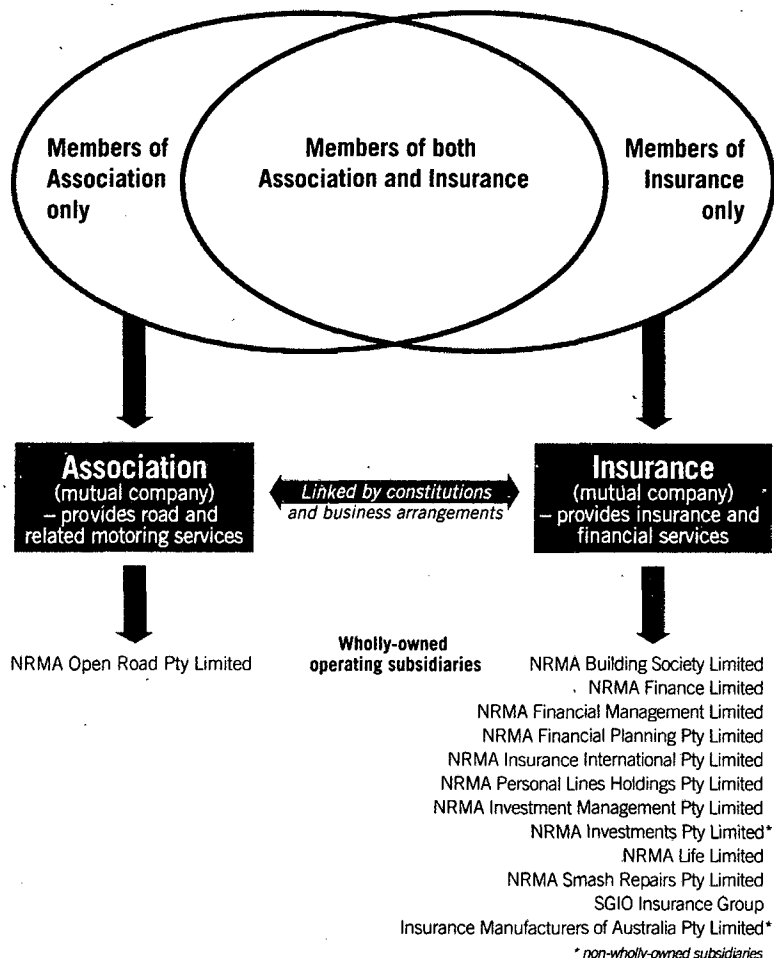 Members of
Association
only
Members of both
Association and Insurance
Members of
Insurance
only
Association
(mutual company)
– provides road and
related motoring services
Linked by constitutions
and business arrangements
Insurance
(mutual company)
– provides insurance and
financial services
NRMA Open Road Pty Limited
Wholly-owned
operating subsidiaries
NRMA Building Society Limited
NRMA Finance Limited
NRMA Financial Management Limited
NRMA Financial Planning Pty Limited
NRMA Insurance International Pty Limited
NRMA Personal Lines Holdings Pty Limited
NRMA Investment Management Pty Limited
NRMA Investments Pty Limited*
NRMA Life Limited
NRMA Smash Repairs Pty Limited
SGIO Insurance Group
Insurance Manufacturers of Australia Pty Limited*
* non-wholly-owned subsidiaries